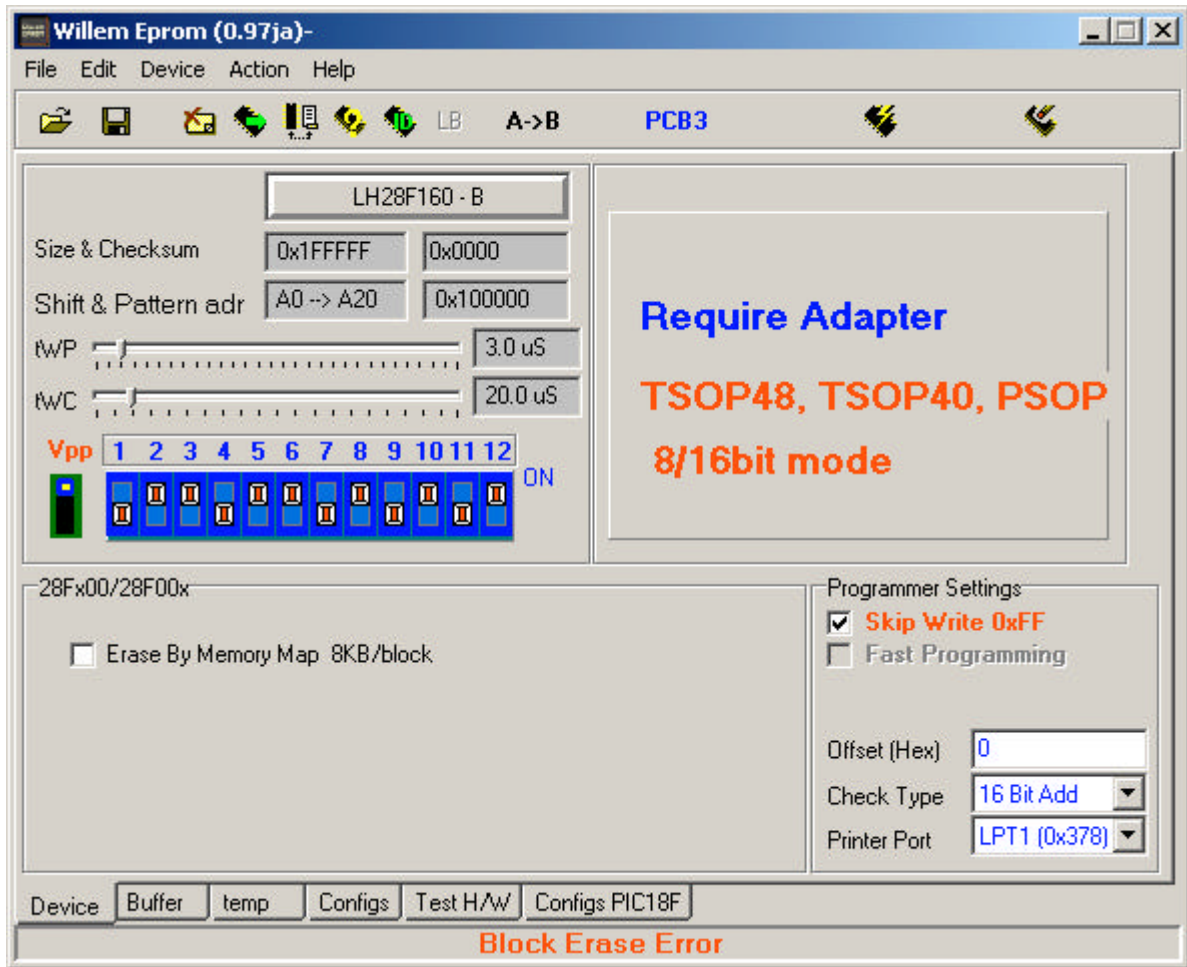 Willem Eprom (0.97ja)-
File Edit Device Action Help
LB A->B PCB3
LH28F160 - B
Size & Checksum 0x1FFFFF 0x0000
Shift & Pattern adr A0 --> A20 0x100000
tWP 3.0 uS
tWC 20.0 uS
Vpp 1 2 3 4 5 6 7 8 9 10 11 12
ON
Require Adapter
TSOP48, TSOP40, PSOP
8/16bit mode
28Fx00/28F00x
Erase By Memory Map 8KB/block
Programmer Settings
Skip Write 0xFF
Fast Programming
Offset (Hex) 0
Check Type 16 Bit Add
Printer Port LPT1 (0x378)
Device Buffer temp Configs Test H/W Configs PIC18F
Block Erase Error